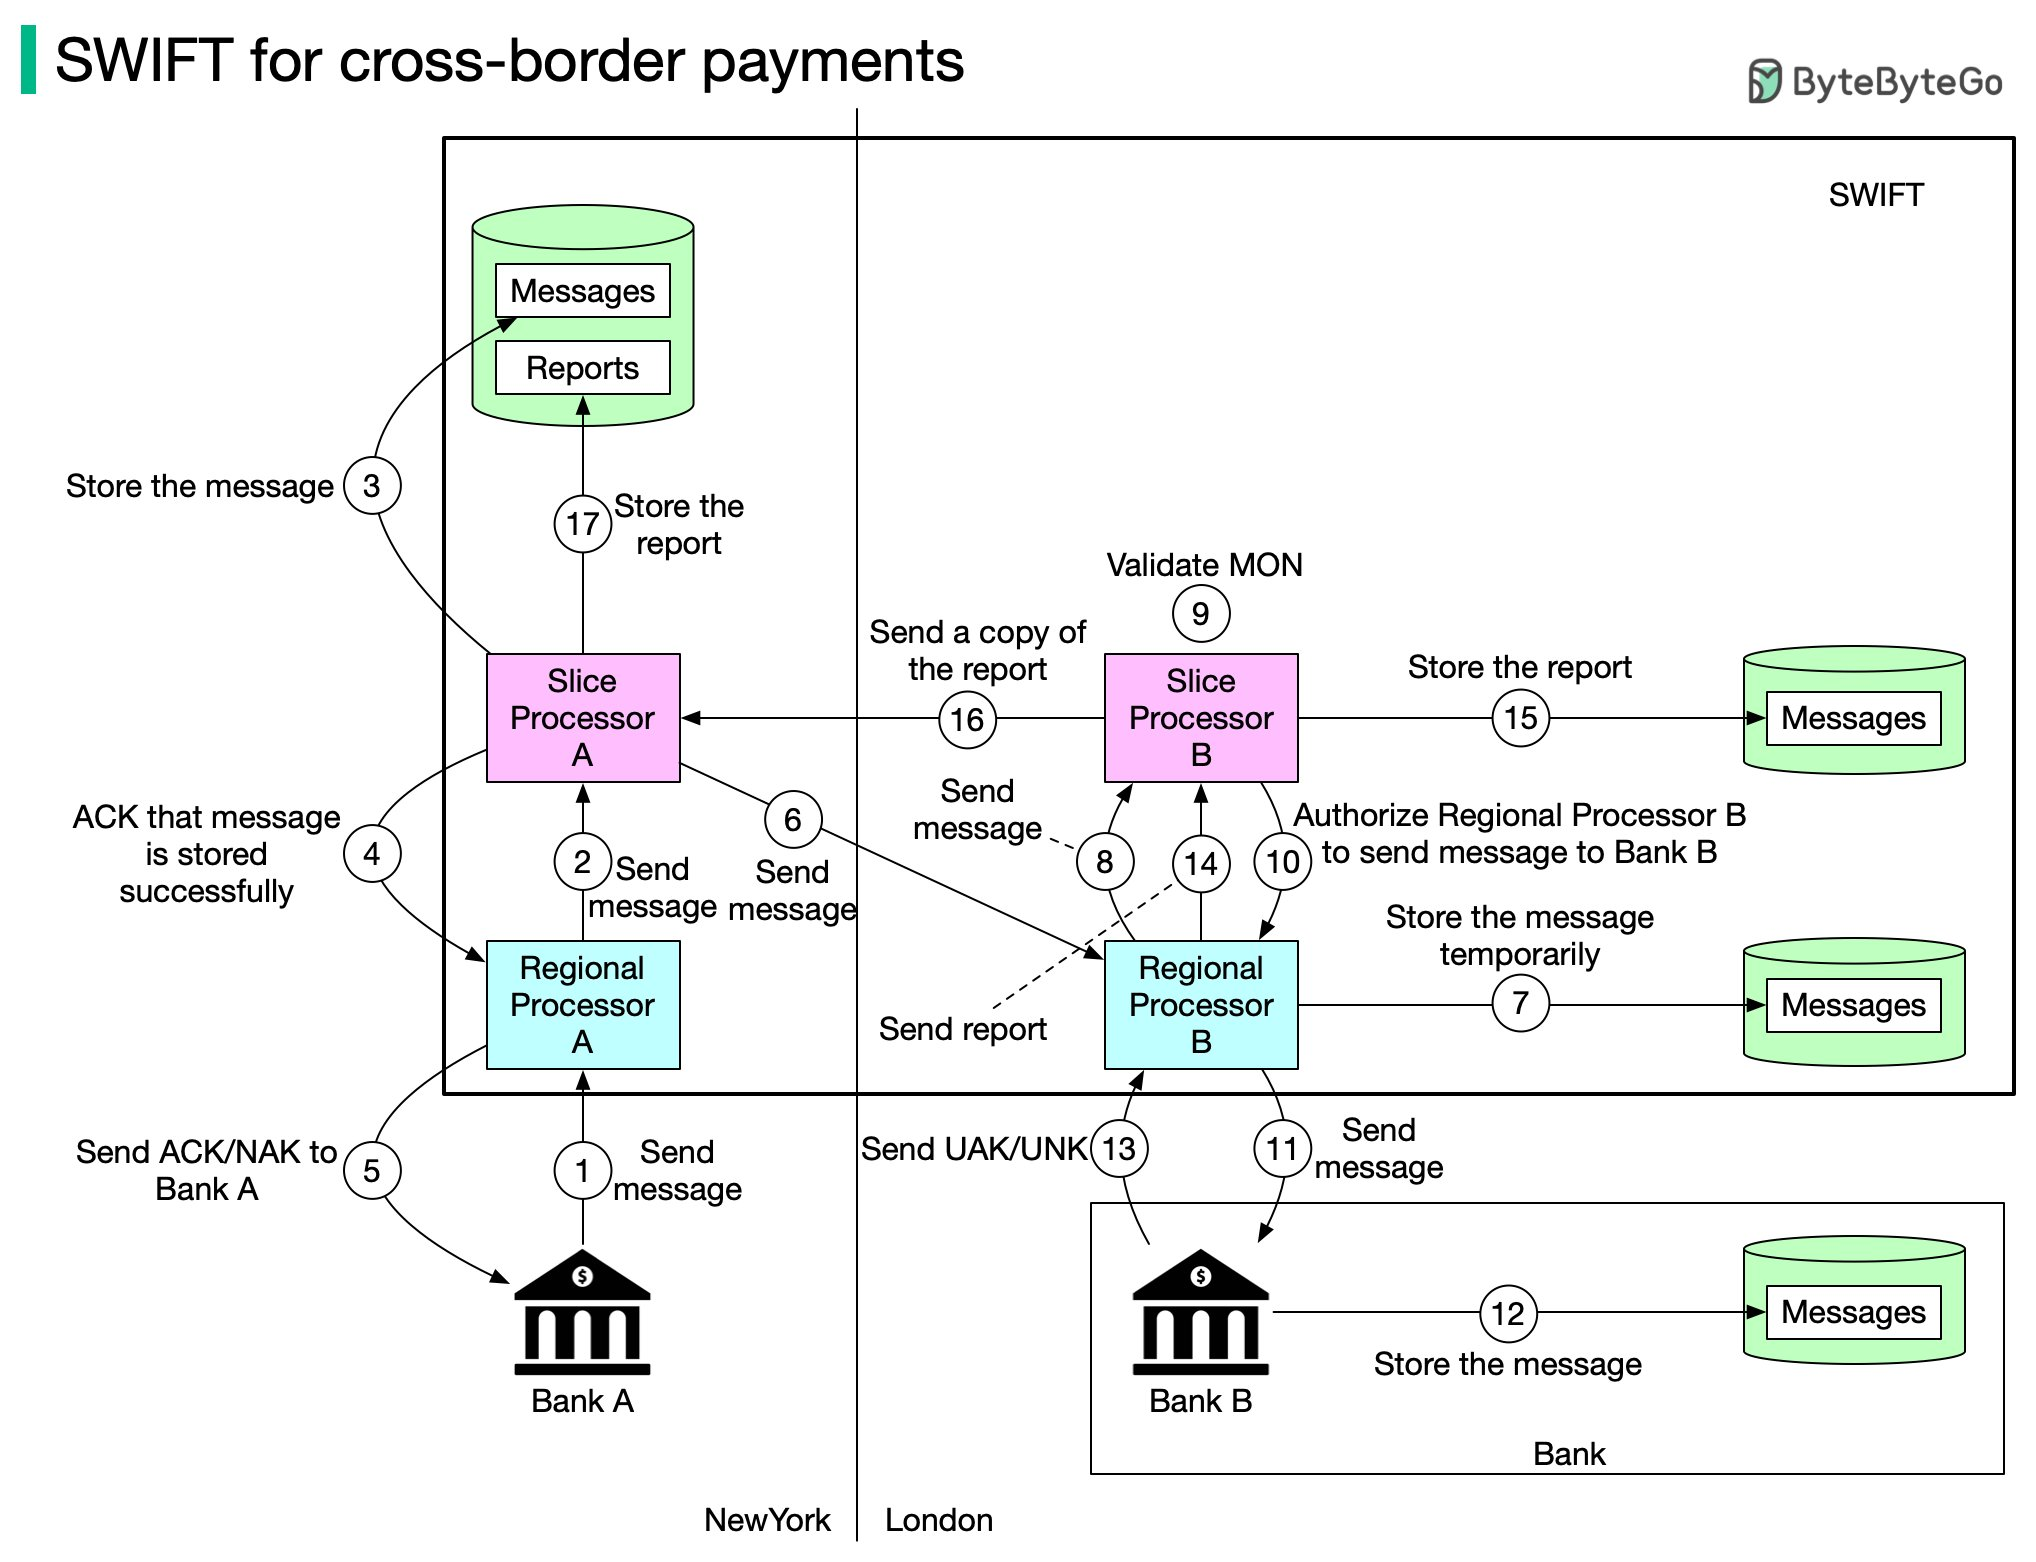 SWIFT for cross-border payments
ByteByteGo
SWIFT
Messages
Reports
Store the message
3
17
Store the
report
Validate MON
9
Send a copy of
the report
16
Slice
Processor
A
Slice
Processor
B
Store the report
15
Messages
ACK that message
is stored
successfully
4
2
Send
message
6
Send
message
Send
message
8
14
10
Authorize Regional Processor B
to send message to Bank B
Store the message
temporarily
7
Messages
Regional
Processor
A
Send report
Regional
Processor
B
Send ACK/NAK to
Bank A
5
1
Send
message
Send UAK/UNK
13
11
Send
message
$
Bank A
$
Bank B
12
Store the message
Messages
Bank
NewYork
London